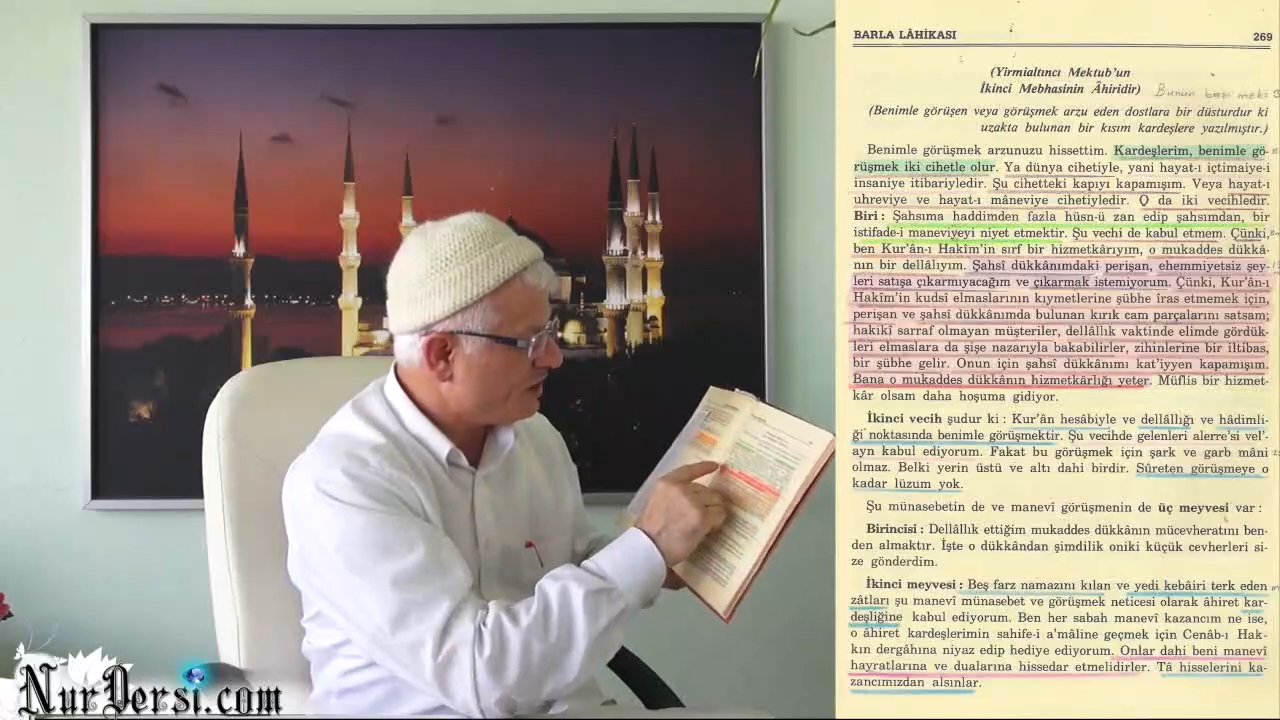 BARLA LÂHİKASI 269
(Yirmialtıncı Mektub'un
İkinci Mebhasinin Âhiridir)
Bunun başı mek
(Benimle görüşen veya görüşmek arzu eden dostlara bir düsturdur ki
uzakta bulunan bir kısım kardeşlere yazılmıştır.)
Benimle görüşmek arzunuzu hissettim. Kardeşlerim, benimle gö-
rüşmek iki cihetle olur. Ya dünya cihetiyle, yani hayat-ı içtimaiye-i
insaniye itibariyledir. Şu cihetteki kapıyı kapamışım. Veya hayat-ı
uhreviye ve hayat-ı mâneviye cihetiyledir. O da iki vecihledir.
Biri: Şahsıma haddimden fazla hüsn-ü zan edip şahsımdan, bir
istifade-i maneviyeyi niyet etmektir. Şu vechi de kabul etmem. Çünki,
ben Kur'ân-ı Hakîm'in sırf bir hizmetkârıyım, o mukaddes dükkâ-
nın bir dellâlıyım. Şahsî dükkânımdaki perişan, ehemmiyetsiz şey-
leri satışa çıkarmıyacağım ve çıkarmak istemiyorum. Çünki, Kur'ân-ı
Hakîm'in kudsî elmaslarının kıymetlerine şübhe îras etmemek için,
perişan ve şahsî dükkânımda bulunan kırık cam parçalarını satsam;
hakikî sarraf olmayan müşteriler, dellâllık vaktinde elimde gördük-
leri elmaslara da şişe nazarıyla bakabilirler, zihinlerine bir iltibas,
bir şübhe gelir. Onun için şahsî dükkânımı kat'iyyen kapamışım.
Bana o mukaddes dükkânın hizmetkârlığı yeter. Müflis bir hizmet-
kâr olsam daha hoşuma gidiyor.
İkinci vecih şudur ki: Kur'ân hesâbiyle ve dellâllığı ve hâdimli-
ği noktasında benimle görüşmektir. Şu vecihde gelenleri alerre'si vel'-
ayn kabul ediyorum. Fakat bu görüşmek için şark ve garb mâni
olmaz. Belki yerin üstü ve altı dahi birdir. Sûreten görüşmeye o
kadar lüzum yok.
Şu münasebetin de ve manevî görüşmenin de üç meyvesi var:
Birincisi: Dellâllık ettiğim mukaddes dükkânın mücevheratını ben-
den almaktır. İşte o dükkândan şimdilik oniki küçük cevherleri si-
ze gönderdim.
İkinci meyvesi: Beş farz namazını kılan ve yedi kebâiri terk eden
zâtları şu manevî münasebet ve görüşmek neticesi olarak âhiret kar-
deşliğine kabul ediyorum. Ben her sabah manevî kazancım ne ise,
o âhiret kardeşlerimin sahife-i a'mâline geçmek için Cenâb-ı Hak-
kın dergâhına niyaz edip hediye ediyorum. Onlar dahi beni manevî
hayratlarına ve dualarına hissedar etmelidirler. Tâ hisselerini ka-
zancımızdan alsınlar.
NurDersi.com